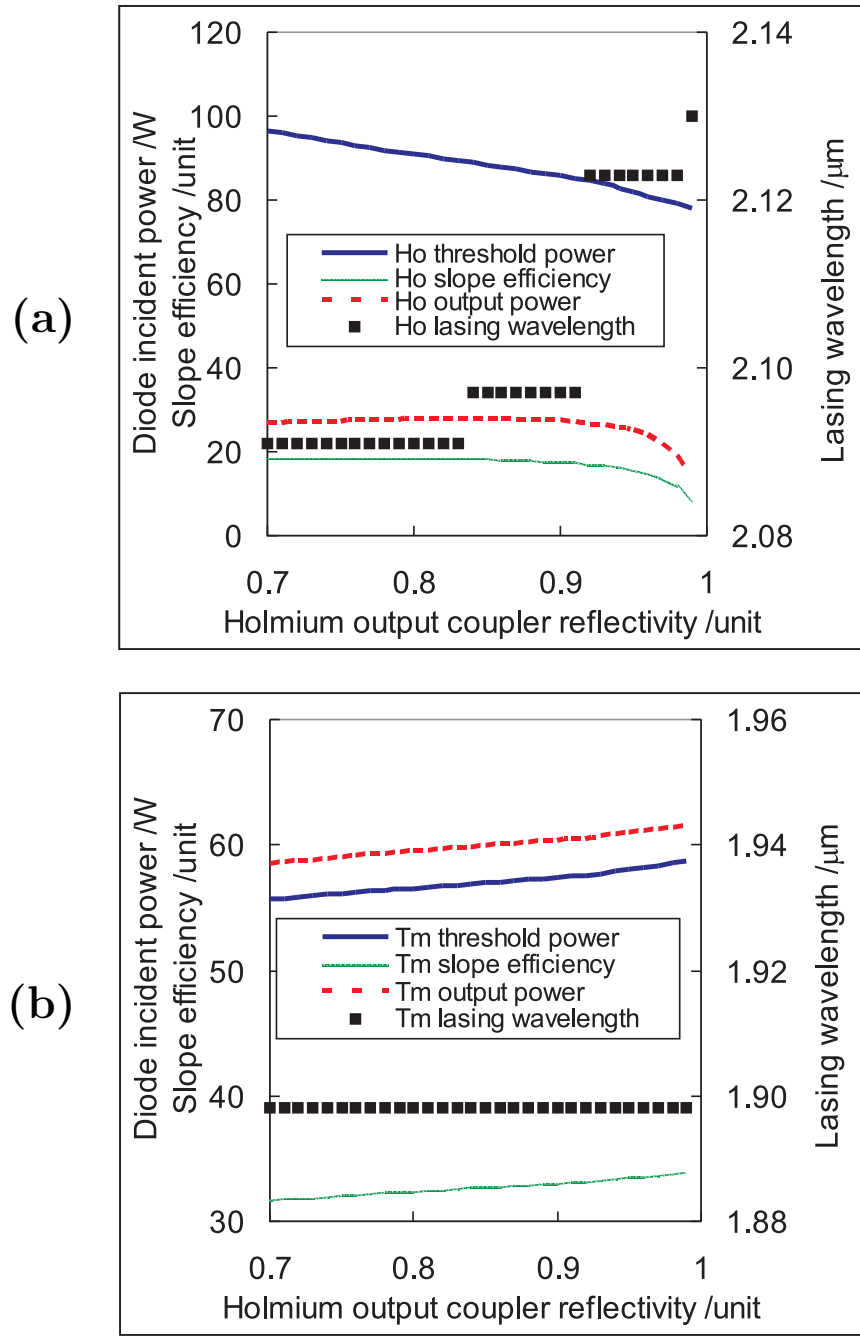 (a)
120
100
80
60
40
20
0
Diode incident power /W
Slope efficiency /unit
2.14
2.12
2.10
2.08
Lasing wavelength /μm
Ho threshold power
Ho slope efficiency
Ho output power
Ho lasing wavelength
0.7 0.8 0.9 1
Holmium output coupler reflectivity /unit
(b)
70
60
50
40
30
Diode incident power /W
Slope efficiency /unit
1.96
1.94
1.92
1.90
1.88
Lasing wavelength /μm
Tm threshold power
Tm slope efficiency
Tm output power
Tm lasing wavelength
0.7 0.8 0.9 1
Holmium output coupler reflectivity /unit